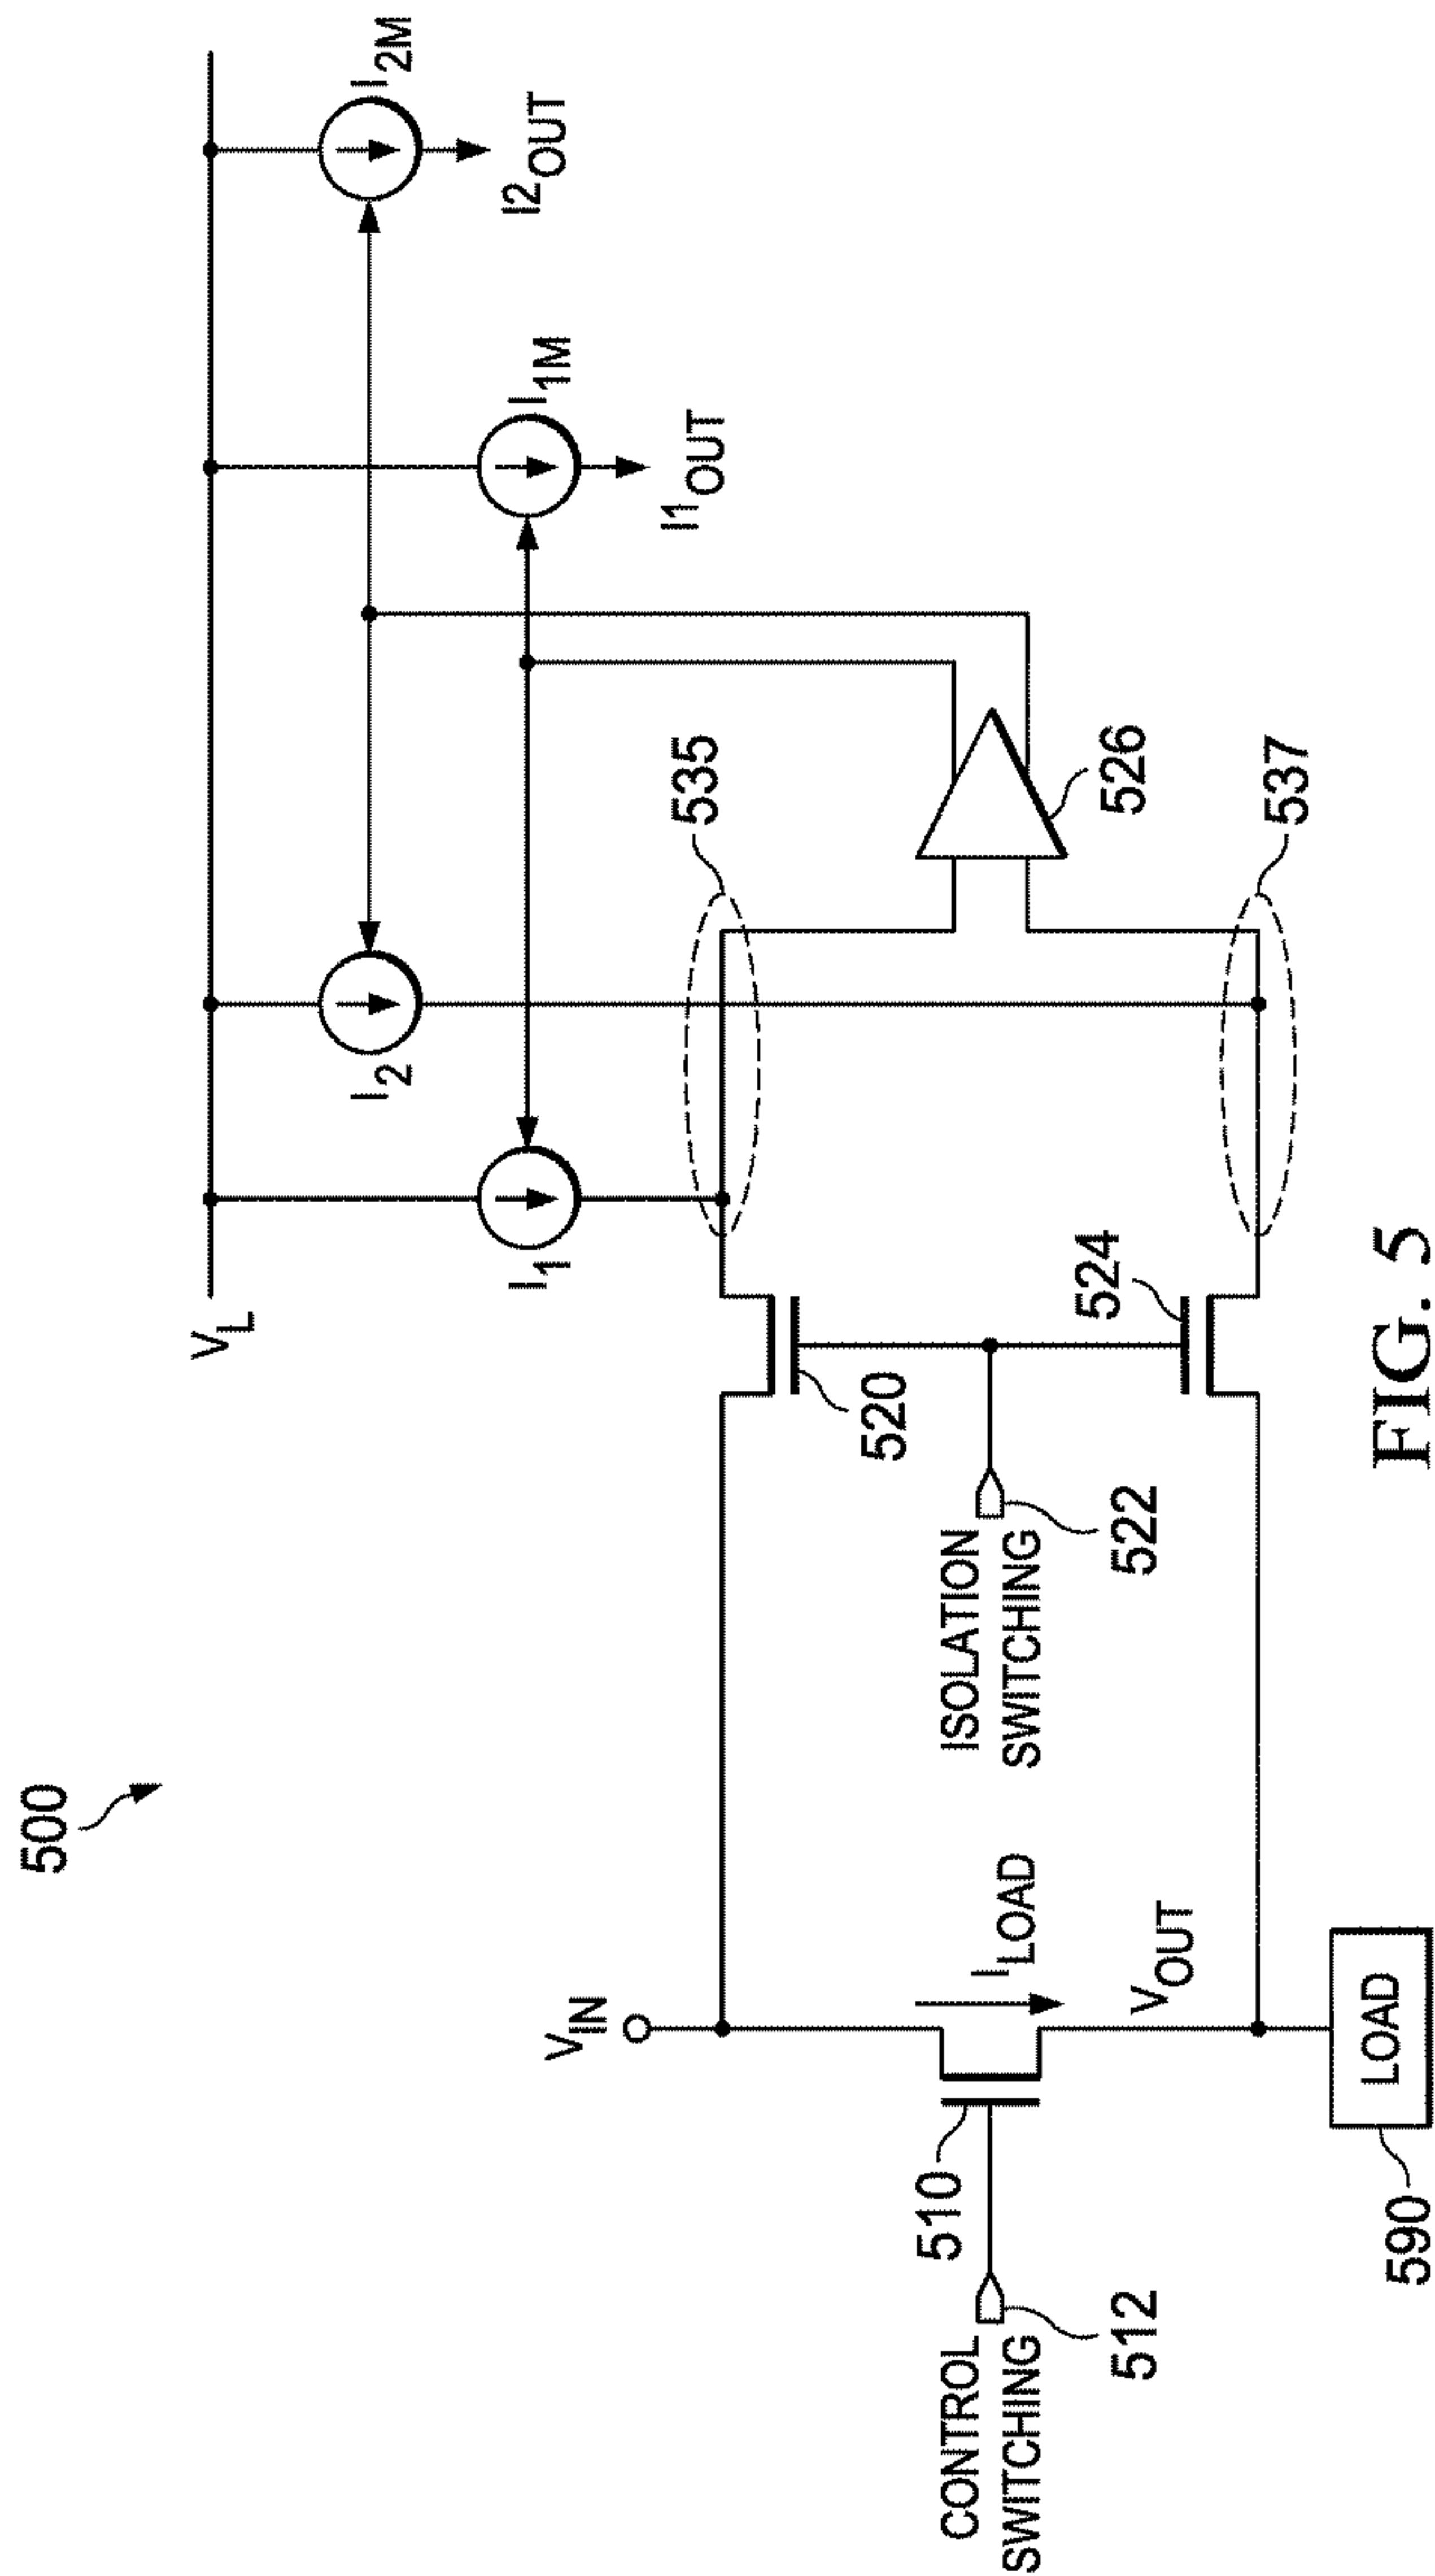 500
V_L
I_1
I_2
I_1M
I_2M
I1_OUT
I2_OUT
535
537
526
V_IN
I_LOAD
V_OUT
510
CONTROL
SWITCHING
512
ISOLATION
SWITCHING
522
520
524
LOAD
590
FIG. 5